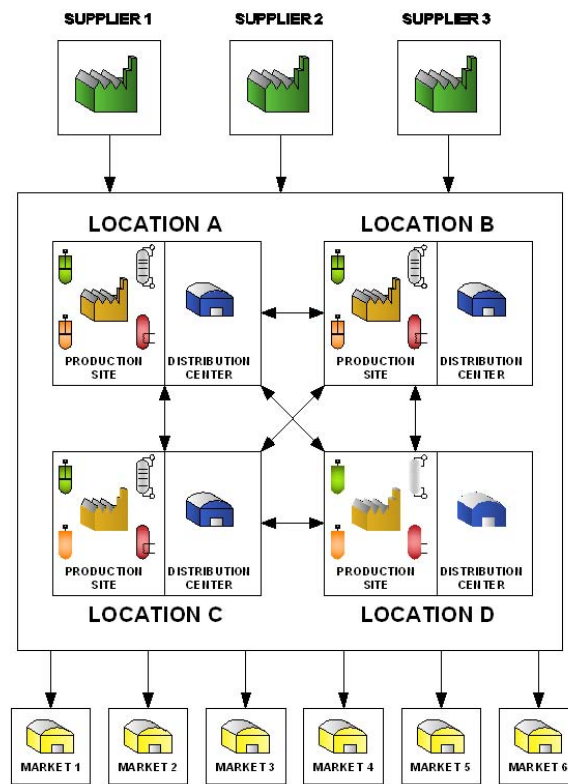 SUPPLIER 1
SUPPLIER 2
SUPPLIER 3
LOCATION A
LOCATION B
PRODUCTION
SITE
DISTRIBUTION
CENTER
PRODUCTION
SITE
DISTRIBUTION
CENTER
PRODUCTION
SITE
DISTRIBUTION
CENTER
PRODUCTION
SITE
DISTRIBUTION
CENTER
LOCATION C
LOCATION D
MARKET 1
MARKET 2
MARKET 3
MARKET 4
MARKET 5
MARKET 6